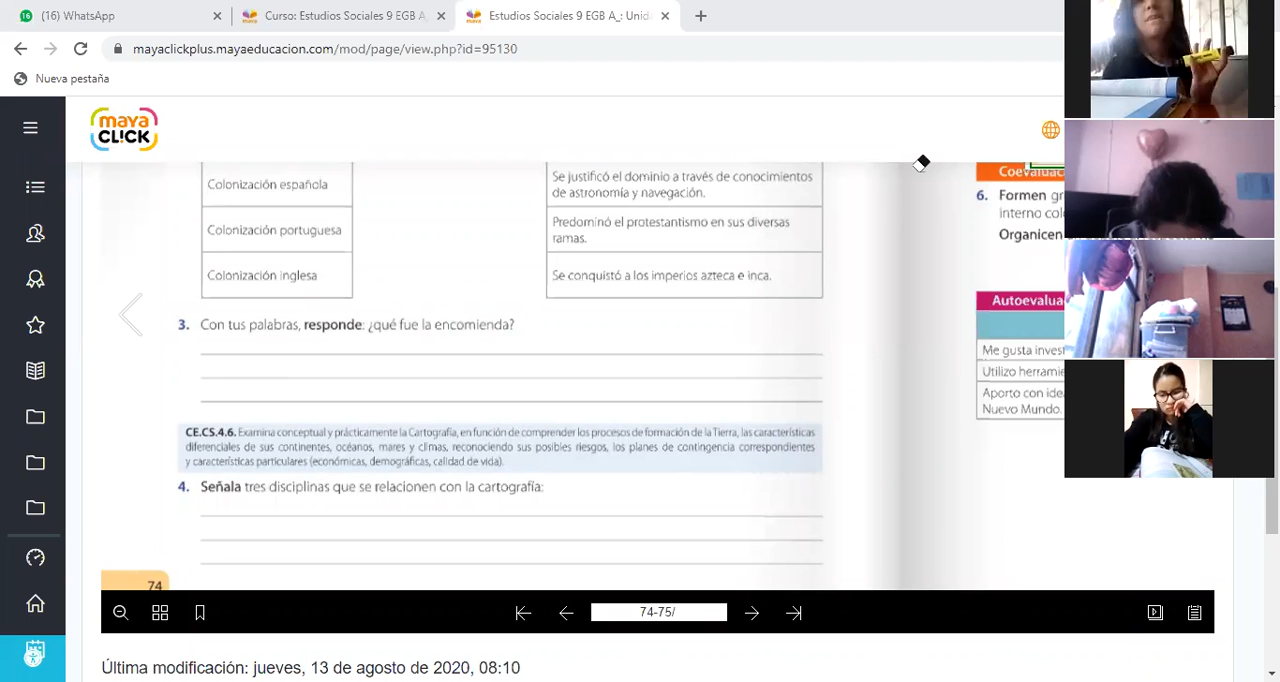 (16) WhatsApp
Curso: Estudios Sociales 9 EGB A
Estudios Sociales 9 EGB A_: Unid
mayaclickplus.mayaeducacion.com/mod/page/view.php?id=95130
Nueva pestaña
maya
CL!CK
Colonización española
Se justificó el dominio a través de conocimientos
de astronomía y navegación.
Colonización portuguesa
Predominó el protestantismo en sus diversas
ramas.
Colonización inglesa
Se conquistó a los imperios azteca e inca.
3. Con tus palabras, responde: ¿qué fue la encomienda?
CE.CS.4.6. Examina conceptual y prácticamente la Cartografía, en función de comprender los procesos de formación de la Tierra, las características
diferenciales de sus continentes, océanos, mares y climas, reconociendo sus posibles riesgos, los planes de contingencia correspondientes
y características particulares (económicas, demográficas, calidad de vida).
4. Señala tres disciplinas que se relacionen con la cartografía:
74
Coevaluac
6. Formen gr
interno col
Organicen
Autoevalua
Me gusta invest
Utilizo herramie
Aporto con idea
Nuevo Mundo.
74-75/
Última modificación: jueves, 13 de agosto de 2020, 08:10